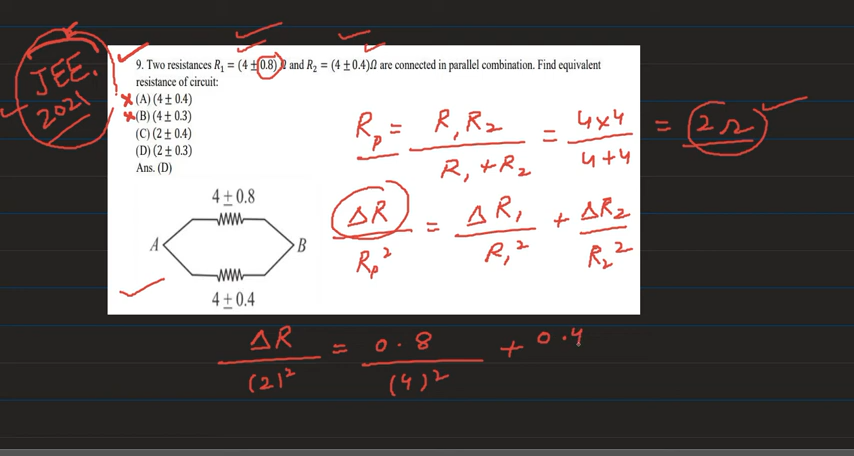 JEE.
2021
9. Two resistances R₁ = (4 ± 0.8) Ω and R₂ = (4 ± 0.4)Ω are connected in parallel combination. Find equivalent
resistance of circuit:
(A) (4 ± 0.4)
(B) (4 ± 0.3)
(C) (2 ± 0.4)
(D) (2 ± 0.3)
Ans. (D)
4 ± 0.8
A B
4 ± 0.4
Rp = R₁R₂ / R₁ + R₂ = 4×4 / 4+4 = 2Ω
ΔR / Rp² = ΔR₁ / R₁² + ΔR₂ / R₂²
ΔR / (2)² = 0.8 / (4)² + 0.4